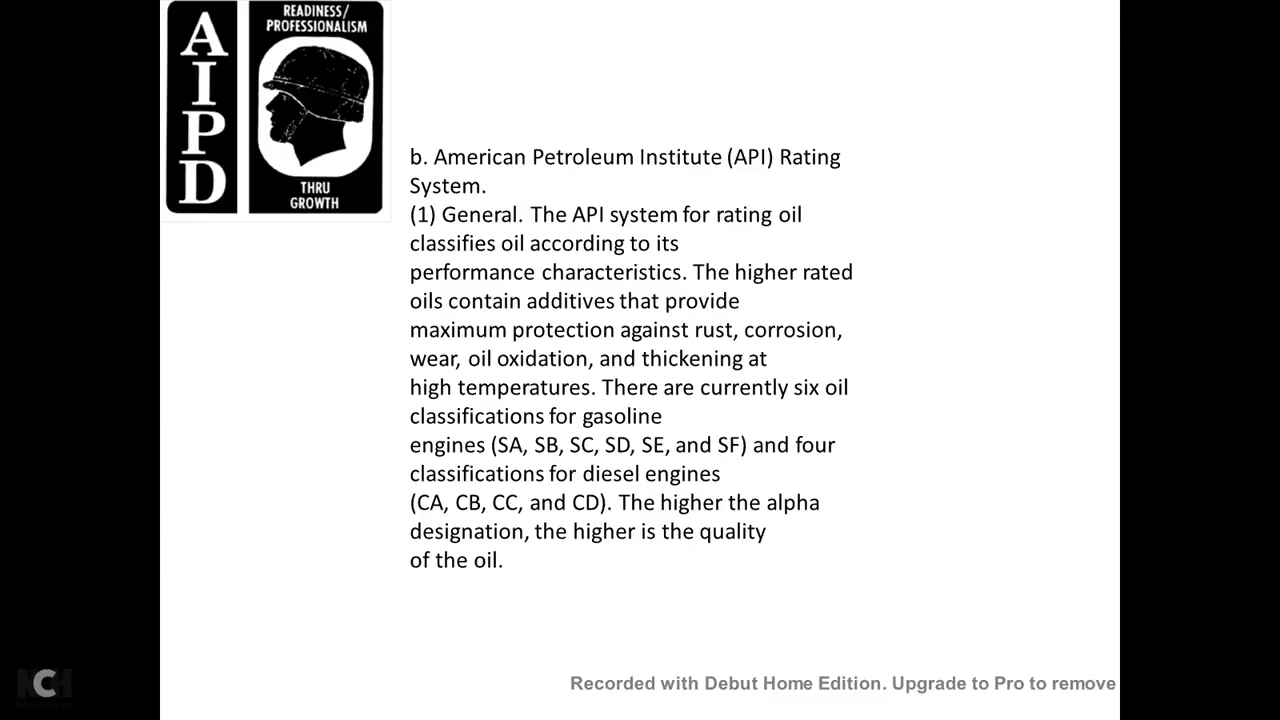 A
I
P
D
READINESS/
PROFESSIONALISM
THRU
GROWTH
b. American Petroleum Institute (API) Rating
System.
(1) General. The API system for rating oil
classifies oil according to its
performance characteristics. The higher rated
oils contain additives that provide
maximum protection against rust, corrosion,
wear, oil oxidation, and thickening at
high temperatures. There are currently six oil
classifications for gasoline
engines (SA, SB, SC, SD, SE, and SF) and four
classifications for diesel engines
(CA, CB, CC, and CD). The higher the alpha
designation, the higher is the quality
of the oil.
NCH
Recorded with Debut Home Edition. Upgrade to Pro to remove